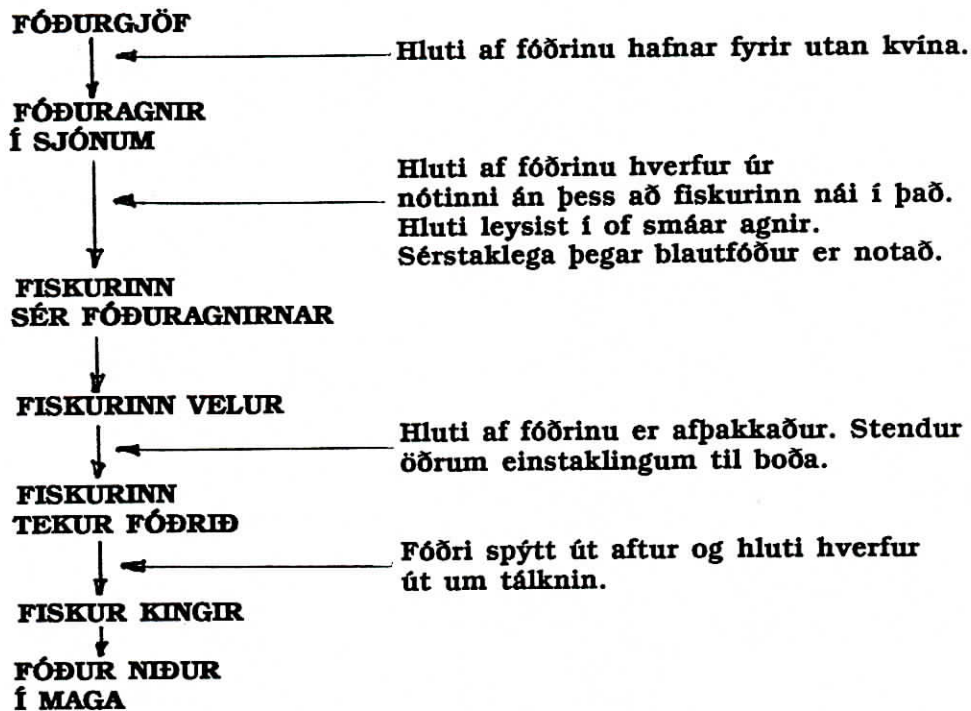 FÓÐURGJÖF
Hluti af fóðrinu hafnar fyrir utan kvína.
FÓÐURAGNIR
Í SJÓNUM
Hluti af fóðrinu hverfur úr
nótinni án þess að fiskurinn nái í það.
Hluti leysist í of smáar agnir.
Sérstaklega þegar blautfóður er notað.
FISKURINN
SÉR FÓÐURAGNIRNAR
FISKURINN VELUR
Hluti af fóðrinu er afþakkaður. Stendur
öðrum einstaklingum til boða.
FISKURINN
TEKUR FÓÐRIÐ
Fóðri spýtt út aftur og hluti hverfur
út um tálknin.
FISKUR KINGIR
FÓÐUR NIÐUR
Í MAGA